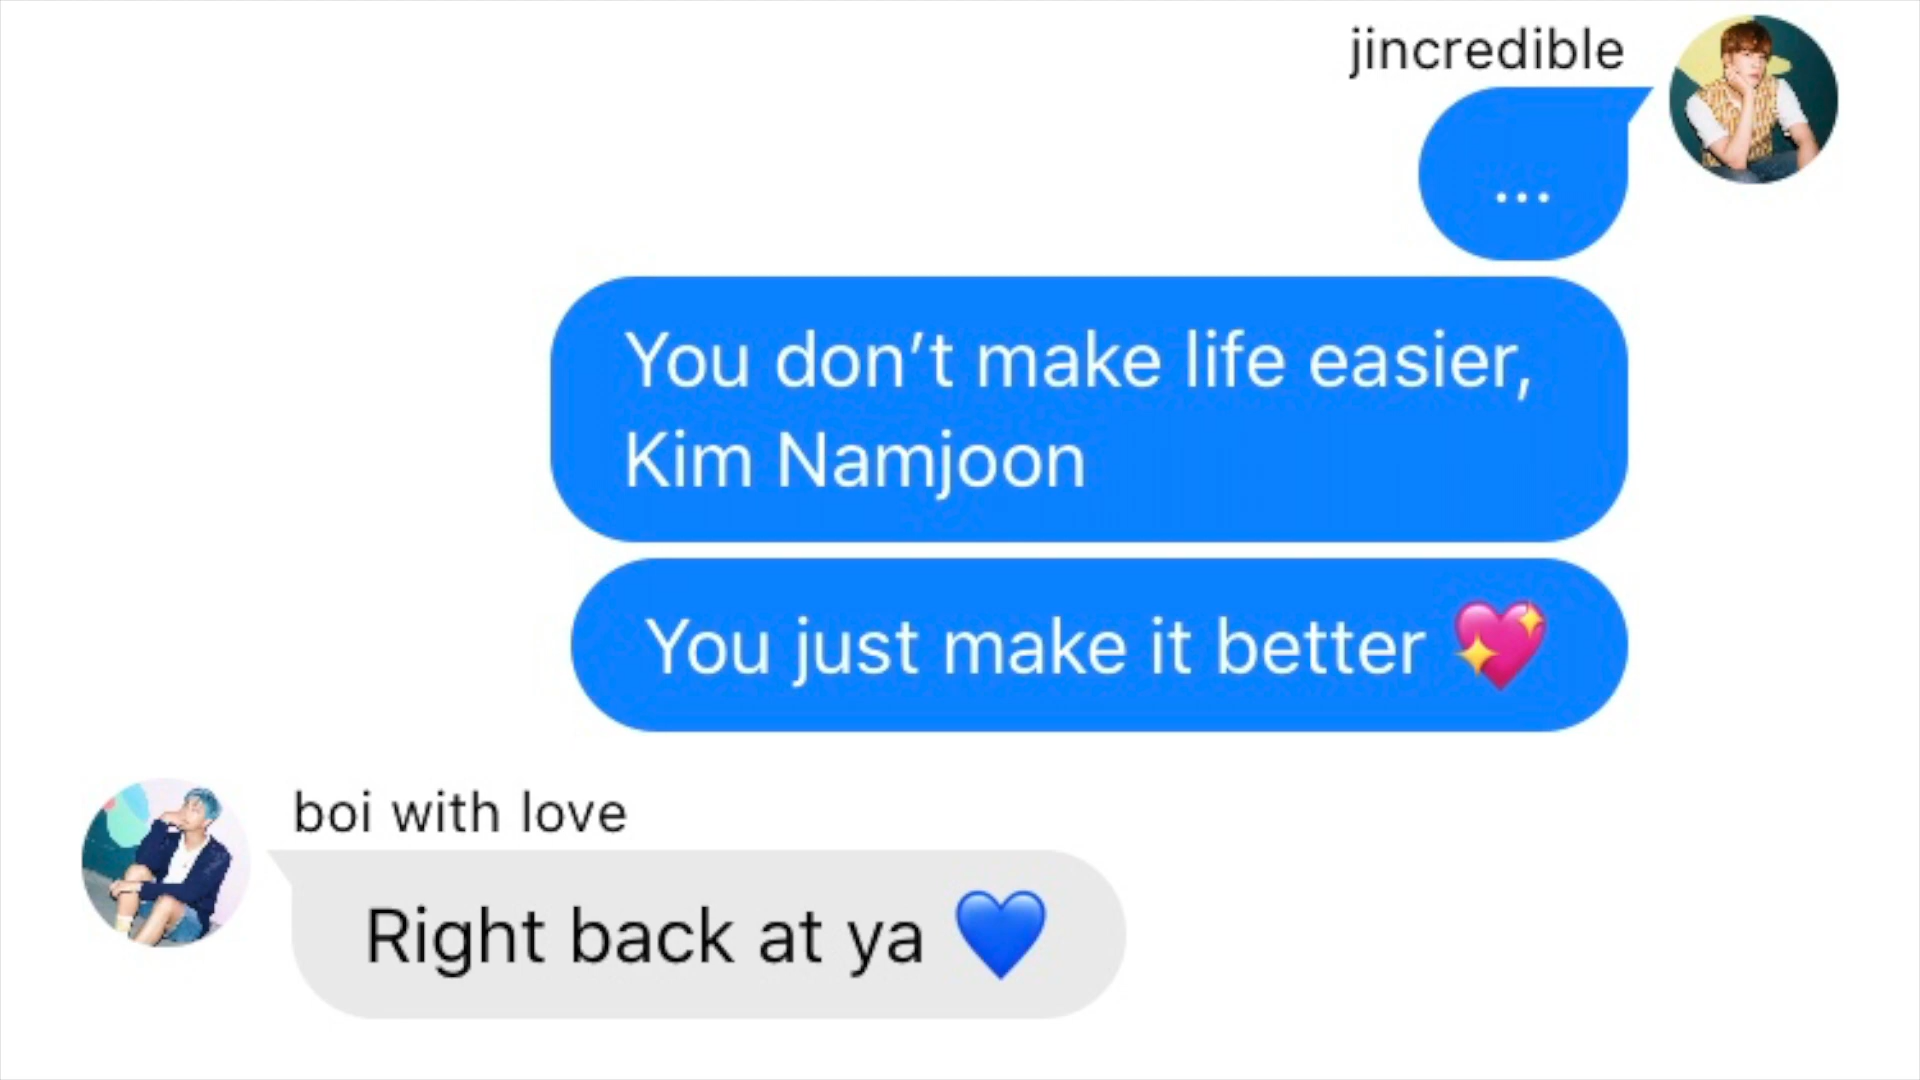 jincredible
...
You don’t make life easier,
Kim Namjoon
You just make it better 💖
boi with love
Right back at ya 💙